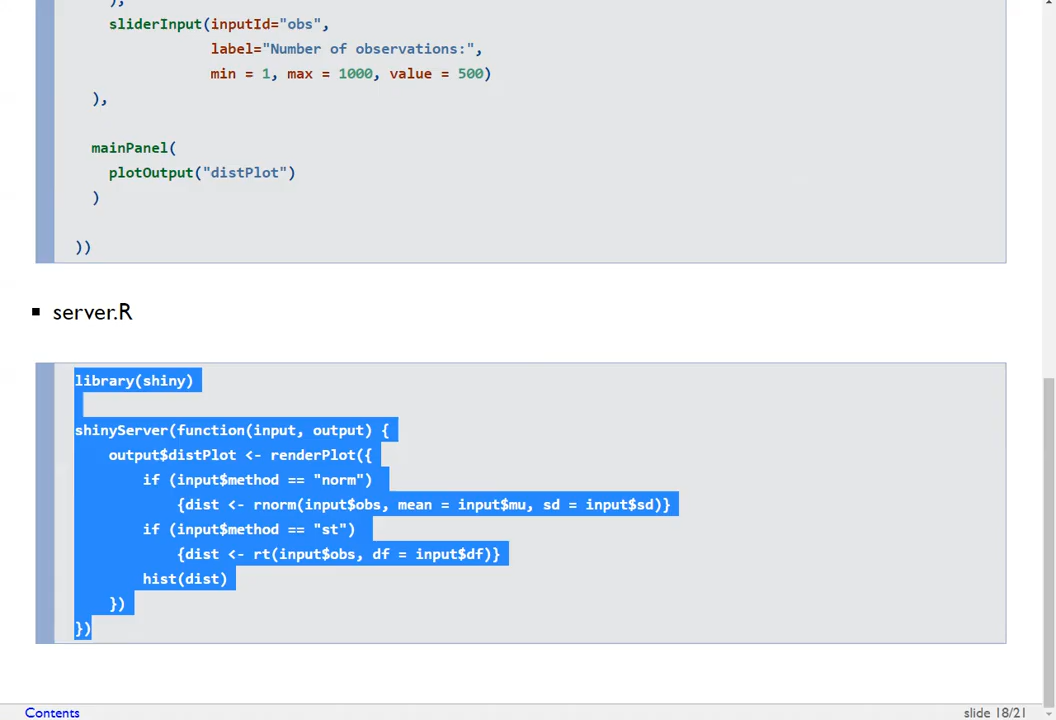 ),
sliderInput(inputId="obs",
label="Number of observations:",
min = 1, max = 1000, value = 500)
),
mainPanel(
plotOutput("distPlot")
)
))
server.R
library(shiny)
shinyServer(function(input, output) {
output$distPlot <- renderPlot({
if (input$method == "norm")
{dist <- rnorm(input$obs, mean = input$mu, sd = input$sd)}
if (input$method == "st")
{dist <- rt(input$obs, df = input$df)}
hist(dist)
})
})
Contents
slide 18/21